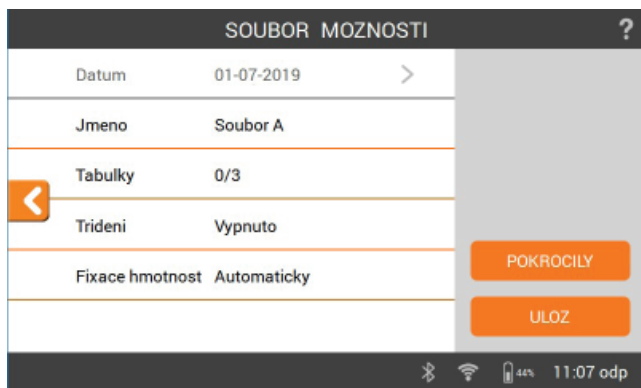 SOUBOR MOZNOSTI ?
Datum 01-07-2019
Jmeno Soubor A
Tabulky 0/3
Trideni Vypnuto
Fixace hmotnost Automaticky
POKROCILY
ULOZ
44% 11:07 odp